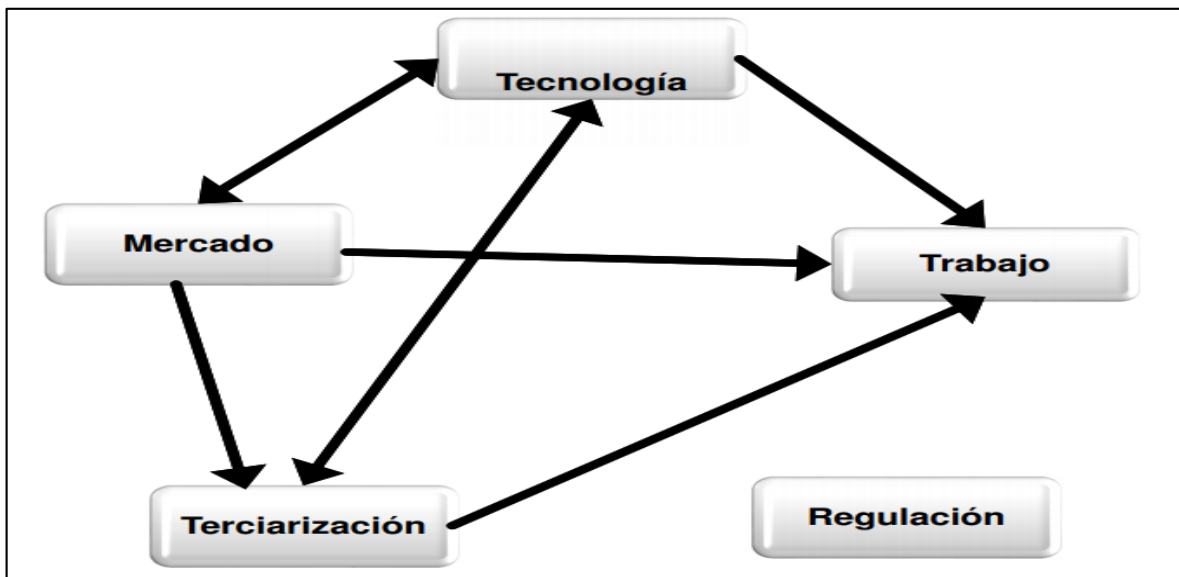 Tecnología
Mercado
Trabajo
Terciarización
Regulación